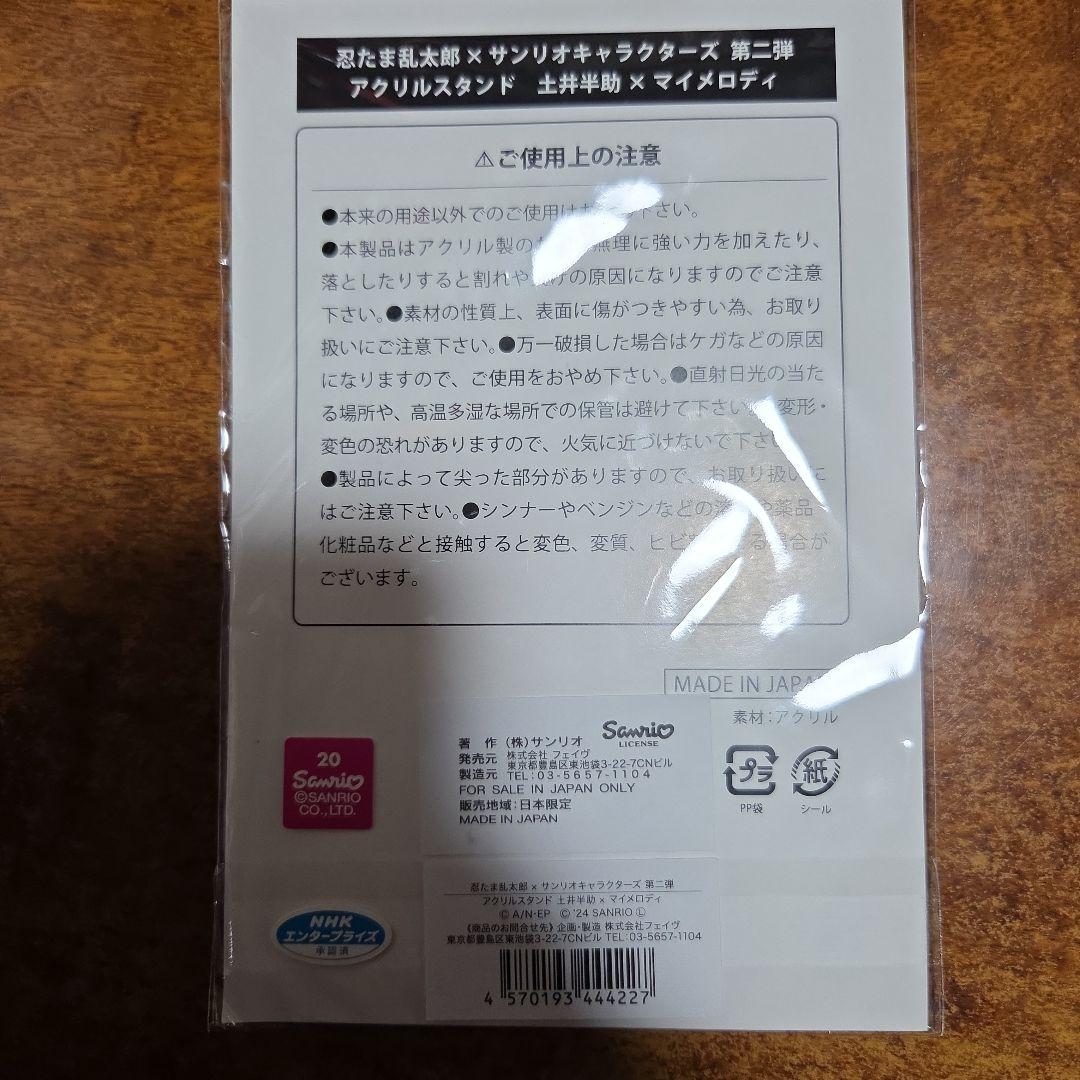 忍たま乱太郎×サンリオキャラクターズ 第二弾
アクリルスタンド 土井半助×マイメロディ
⚠ご使用上の注意
●本来の用途以外でのご使用は 下さい。
●本製品はアクリル製の 無理に強い力を加えたり、
落としたりすると割れや けの原因になりますのでご注意
下さい。●素材の性質上、表面に傷がつきやすい為、お取り
扱いにご注意下さい。●万一破損した場合はケガなどの原因
になりますので、ご使用をおやめ下さい。●直射日光の当た
る場所や、高温多湿な場所での保管は避けて下さい 変形・
変色の恐れがありますので、火気に近づけないで下さい
●製品によって尖った部分がありますので、お取り扱いに
はご注意下さい。●シンナーやベンジンなどの や薬品
化粧品などと接触すると変色、変質、ヒビ る場合が
ございます。
MADE IN JAPAN
素材:アクリル
著 作 (株)サンリオ
Sanrio
LICENSE
発売元 株式会社 フェイヴ
製造元 東京都豊島区東池袋3-22-7CNビル
TEL:03-5657-1104
FOR SALE IN JAPAN ONLY
販売地域:日本限定
MADE IN JAPAN
プラ
PP袋
紙
シール
20
Sanrio
©SANRIO
CO.,LTD.
NHK
エンタープライズ
承認済
忍たま乱太郎×サンリオキャラクターズ 第二弾
アクリルスタンド 土井半助×マイメロディ
© A/N・EP © '24 SANRIO Ⓛ
《商品のお問合せ先》企画・製造 株式会社フェイヴ
東京都豊島区東池袋3-22-7CNビル TEL:03-5657-1104
4 570193 444227